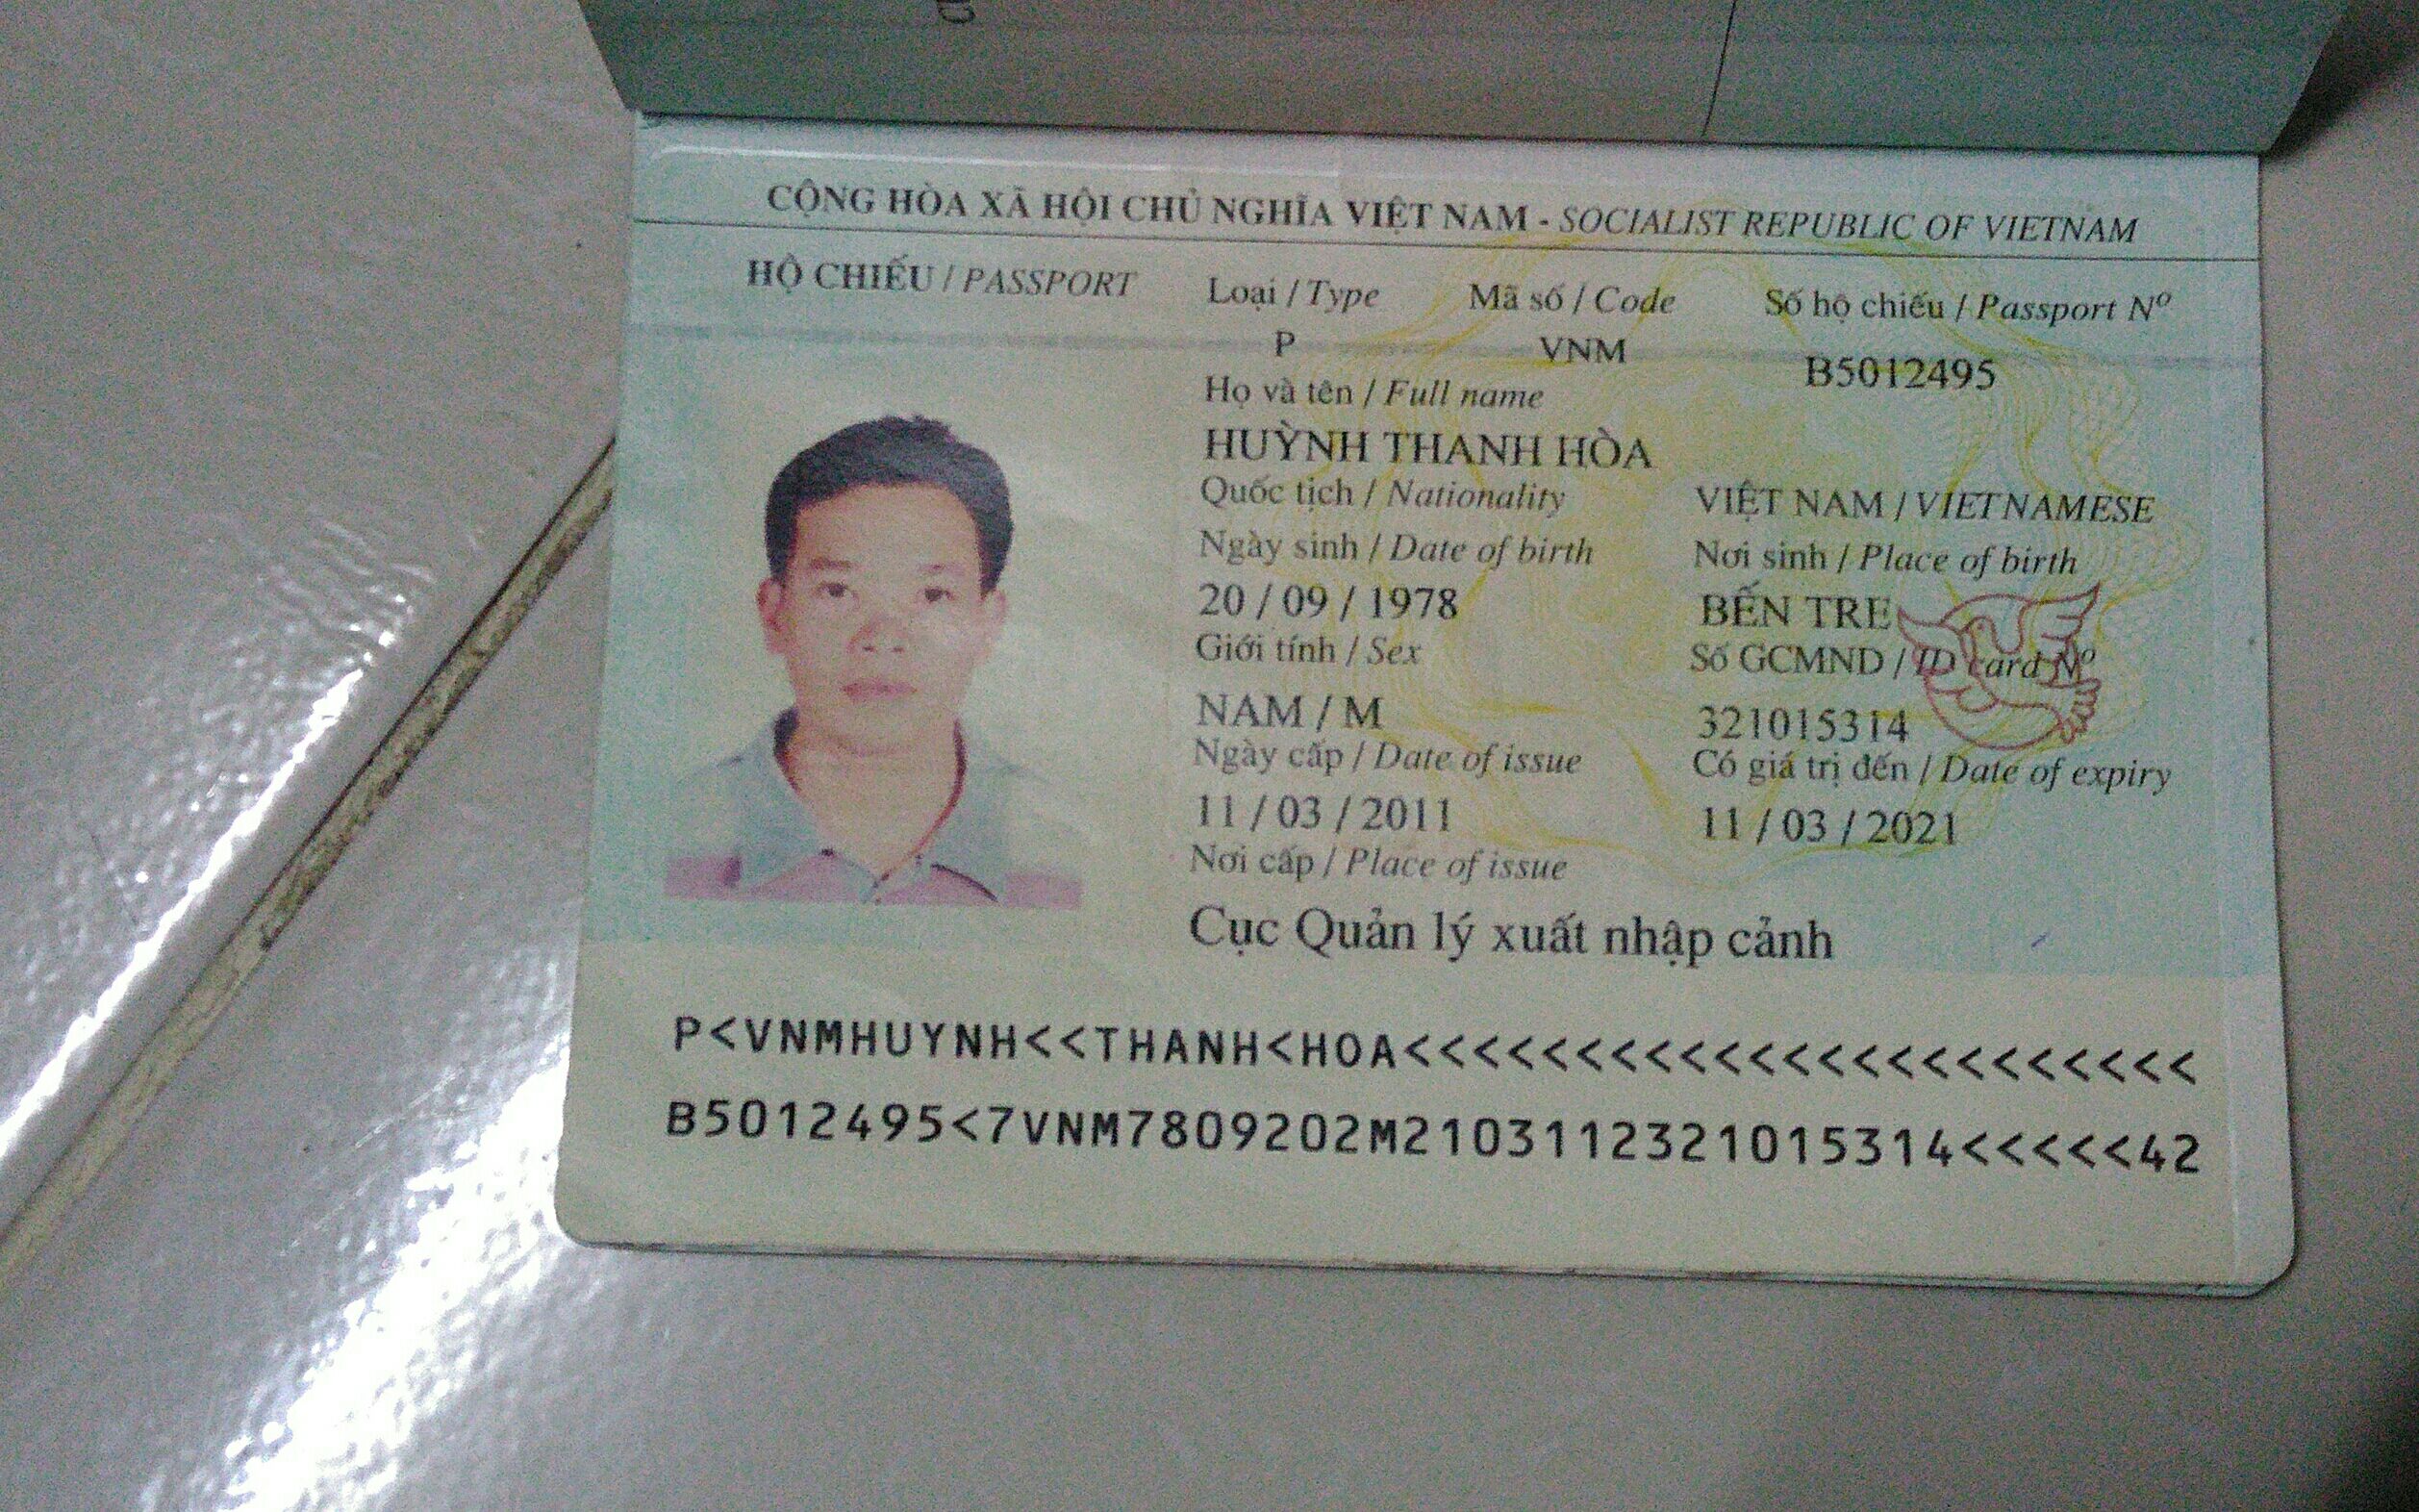 CỘNG HÒA XÃ HỘI CHỦ NGHĨA VIỆT NAM - SOCIALIST REPUBLIC OF VIETNAM
HỘ CHIẾU / PASSPORT Loại / Type Mã số / Code Số hộ chiếu / Passport Nº
P VNM B5012495
Họ và tên / Full name
HUỲNH THANH HÒA
Quốc tịch / Nationality VIỆT NAM / VIETNAMESE
Ngày sinh / Date of birth Nơi sinh / Place of birth
20 / 09 / 1978 BẾN TRE
Giới tính / Sex Số GCMND / ID card Nº
NAM / M 321015314
Ngày cấp / Date of issue Có giá trị đến / Date of expiry
11 / 03 / 2011 11 / 03 / 2021
Nơi cấp / Place of issue
Cục Quản lý xuất nhập cảnh
P<VNMHUYNH<<THANH<HOA<<<<<<<<<<<<<<<<<<<<<<<
B5012495<7VNM7809202M2103112321015314<<<<<42